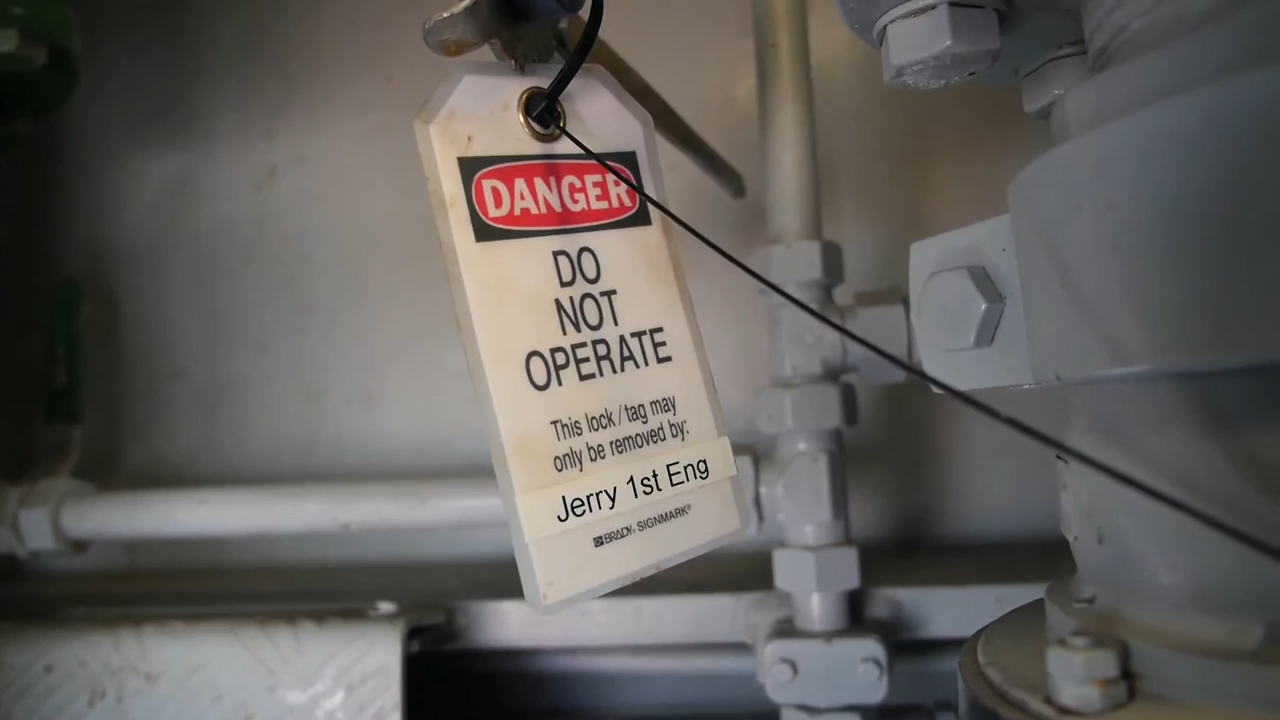 DANGER
DO
NOT
OPERATE
This lock / tag may
only be removed by:
Jerry 1st Eng
BRADY. SIGNMARK®